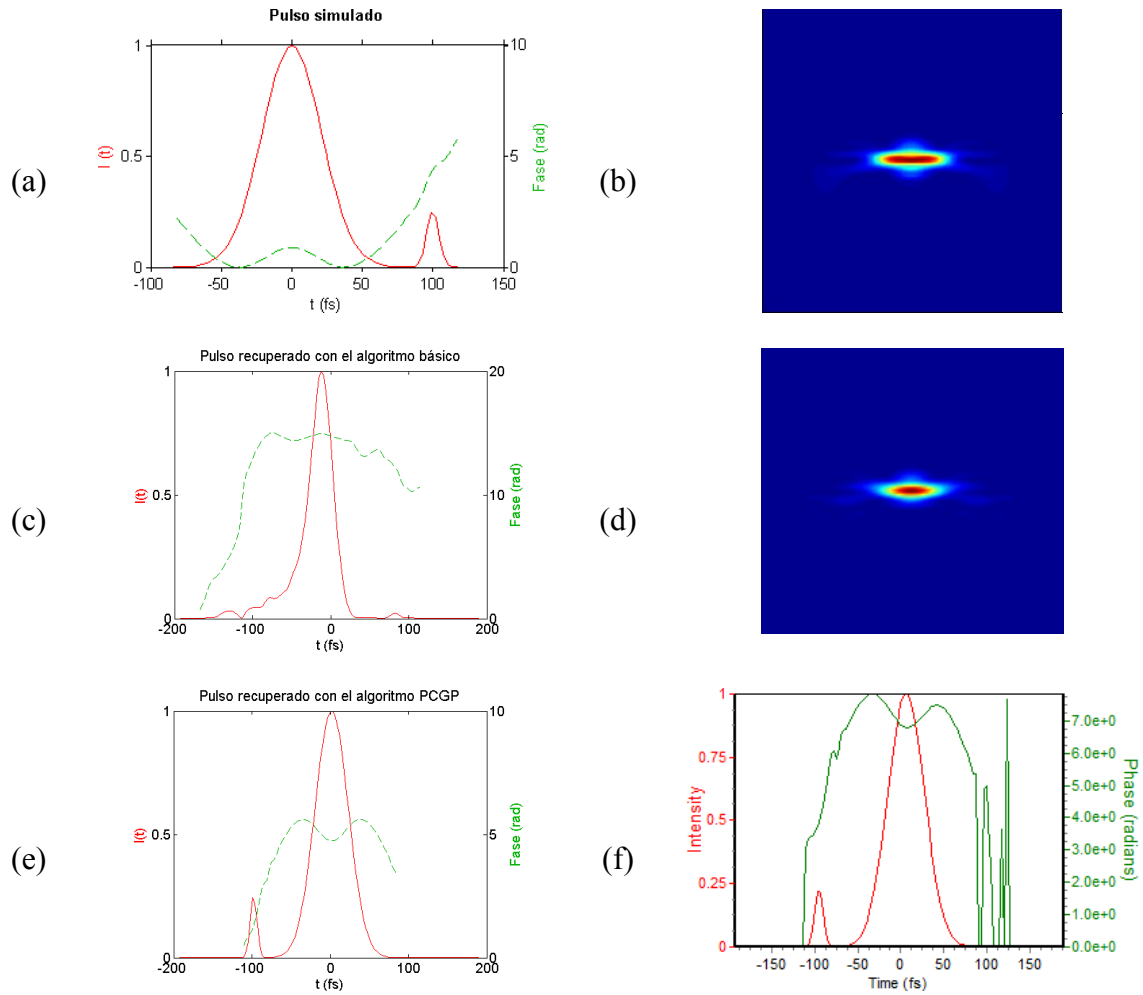 Pulso simulado
(a)
I (t)
1
0.5
0
10
5
0
Fase (rad)
-100 -50 0 50 100 150
t (fs)
(b)
Pulso recuperado con el algoritmo básico
(c)
I(t)
1
0.5
0
20
10
0
Fase (rad)
-200 -100 0 100 200
t (fs)
(d)
Pulso recuperado con el algoritmo PCGP
(e)
I(t)
1
0.5
0
10
5
0
Fase (rad)
-200 -100 0 100 200
t (fs)
(f)
Intensity
1
0.75
0.5
0.25
0
7.0e+0
6.0e+0
5.0e+0
4.0e+0
3.0e+0
2.0e+0
1.0e+0
0.0e+0
Phase (radians)
-150 -100 -50 0 50 100 150
Time (fs)